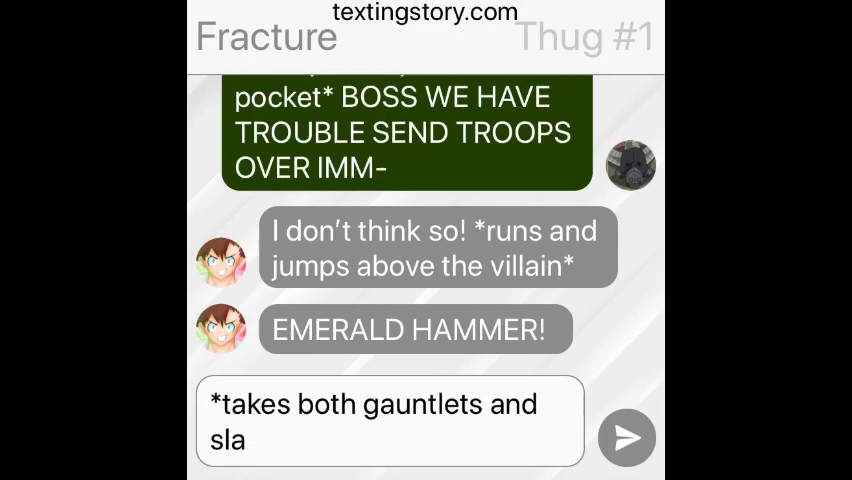 textingstory.com
Fracture
Thug #1
pocket* BOSS WE HAVE
TROUBLE SEND TROOPS
OVER IMM-
I don't think so! *runs and
jumps above the villain*
EMERALD HAMMER!
*takes both gauntlets and
sla